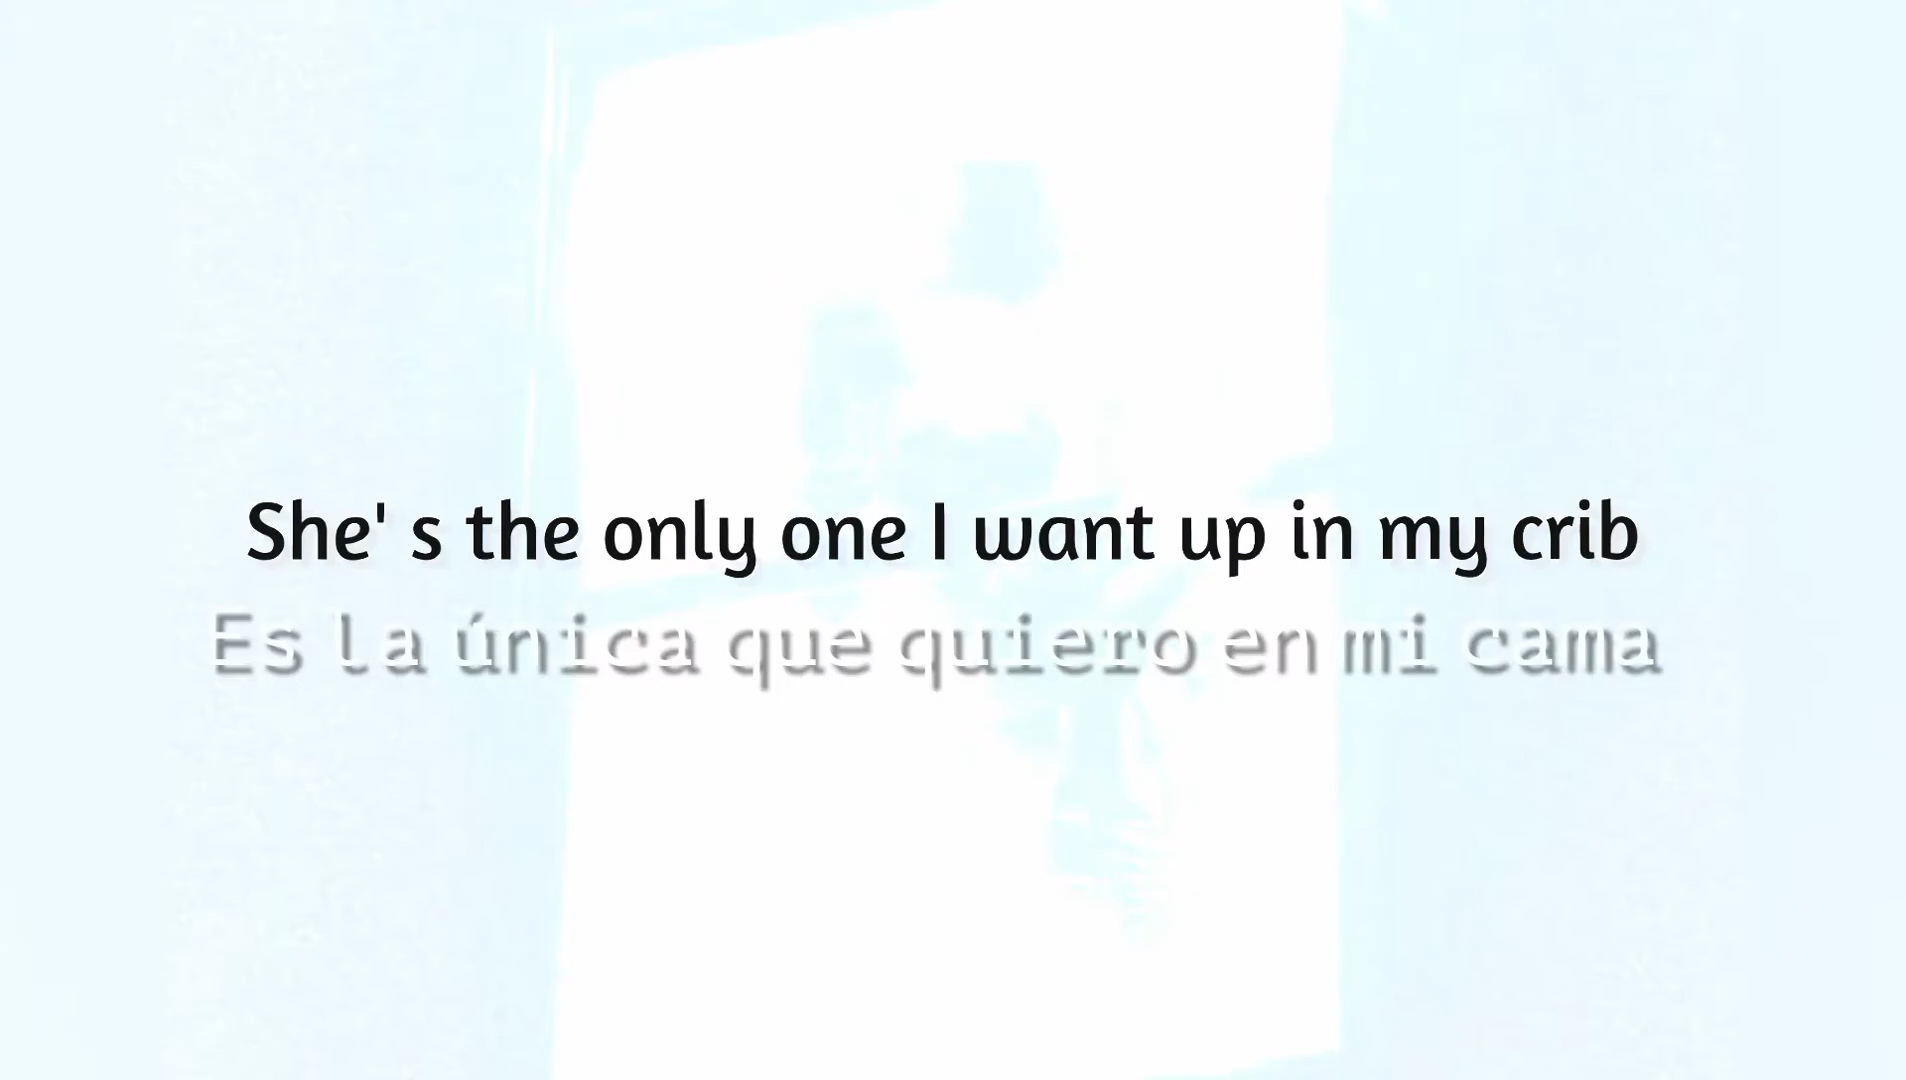 She' s the only one I want up in my crib
Es la única que quiero en mi cama